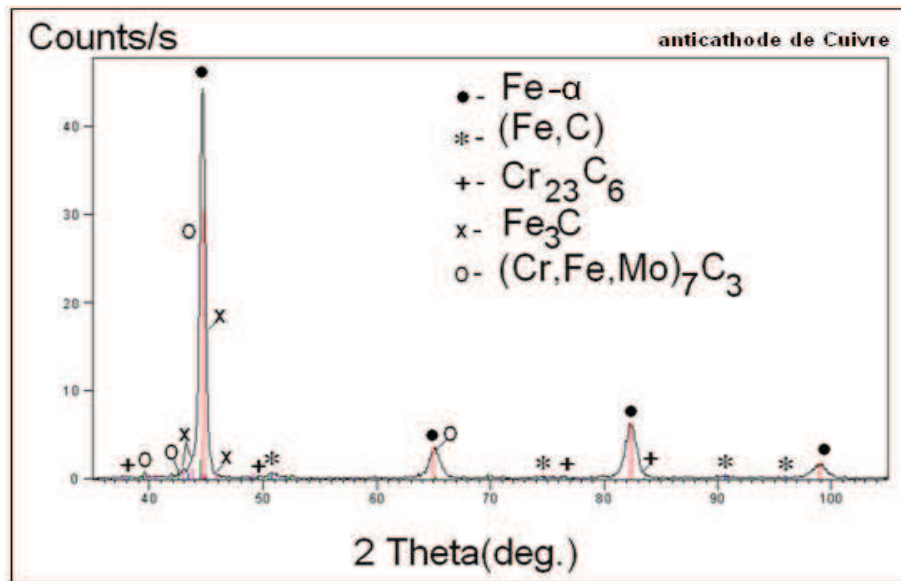 Counts/s
anticathode de Cuivre
●- Fe-α
*- (Fe,C)
+- Cr23C6
x- Fe3C
o- (Cr,Fe,Mo)7C3
40
30
20
10
0
40 50 60 70 80 90 100
2 Theta(deg.)